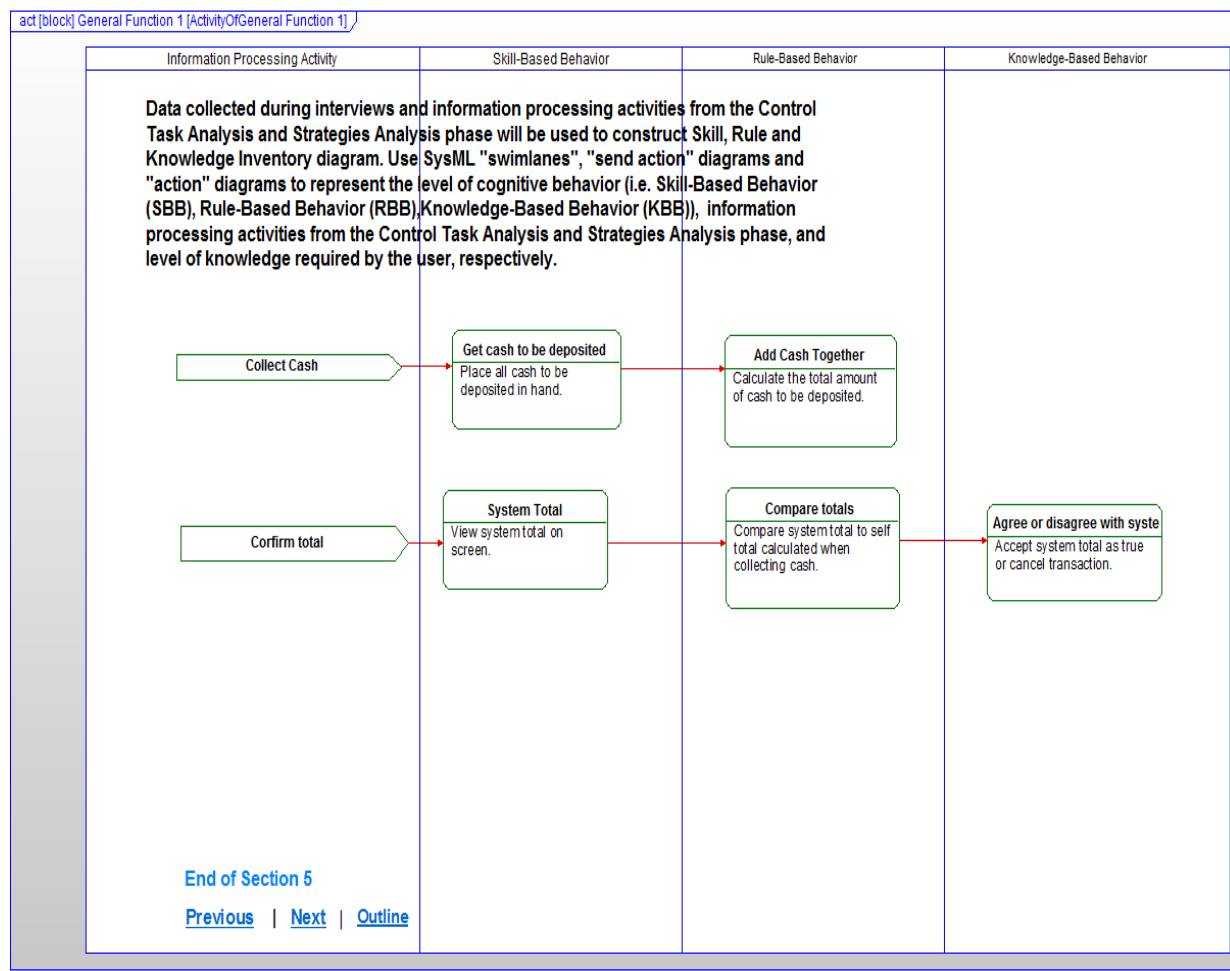 act [block] General Function 1 [ActivityOfGeneral Function 1]
Information Processing Activity
Skill-Based Behavior
Rule-Based Behavior
Knowledge-Based Behavior
Data collected during interviews and information processing activities from the Control
Task Analysis and Strategies Analysis phase will be used to construct Skill, Rule and
Knowledge Inventory diagram. Use SysML "swimlanes", "send action" diagrams and
"action" diagrams to represent the level of cognitive behavior (i.e. Skill-Based Behavior
(SBB), Rule-Based Behavior (RBB),Knowledge-Based Behavior (KBB)), information
processing activities from the Control Task Analysis and Strategies Analysis phase, and
level of knowledge required by the user, respectively.
Collect Cash
Get cash to be deposited
Place all cash to be
deposited in hand.
Add Cash Together
Calculate the total amount
of cash to be deposited.
Corfirm total
System Total
View system total on
screen.
Compare totals
Compare system total to self
total calculated when
collecting cash.
Agree or disagree with syste
Accept system total as true
or cancel transaction.
End of Section 5
Previous | Next | Outline